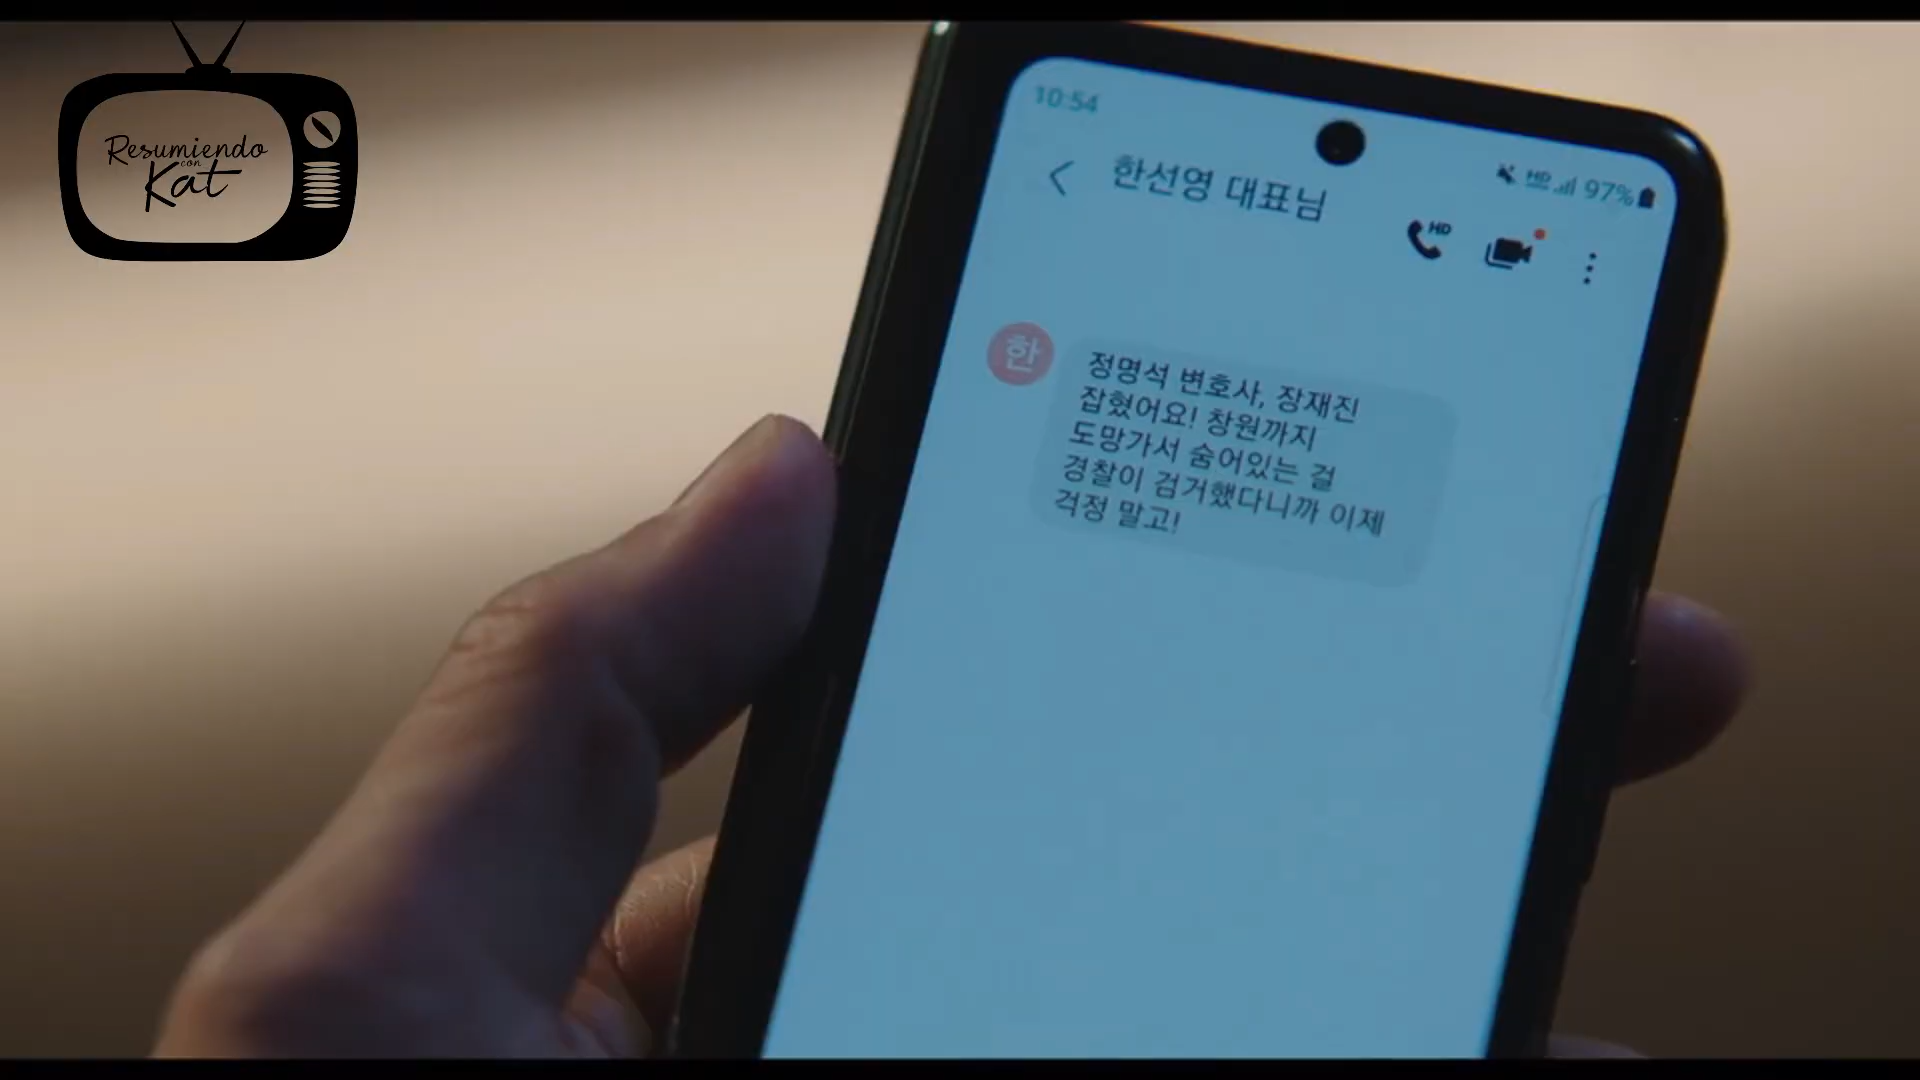 Resumiendo
con
Kat
10:54
HD 97%
한선영 대표님
HD
한
정명석 변호사, 장재진
잡혔어요! 창원까지
도망가서 숨어있는 걸
경찰이 검거했다니까 이제
걱정 말고!